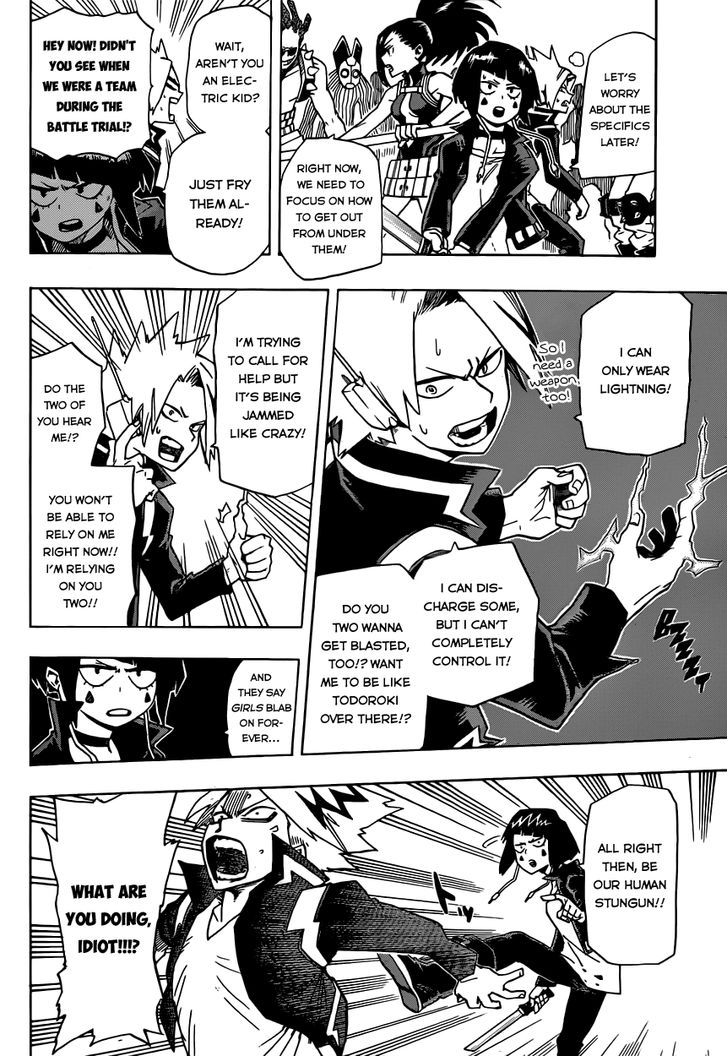 LET'S
WORRY
ABOUT THE
SPECIFICS
LATER!
RIGHT NOW,
WE NEED TO
FOCUS ON HOW
TO GET OUT
FROM UNDER
THEM!
WAIT,
AREN'T YOU
AN ELEC-
TRIC KID?
JUST FRY
THEM AL-
READY!
HEY NOW! DIDN'T
YOU SEE WHEN
WE WERE A TEAM
DURING THE
BATTLE TRIAL!?
I CAN
ONLY WEAR
LIGHTNING!
So I
need a
weapon,
too!
I CAN DIS-
CHARGE SOME,
BUT I CAN'T
COMPLETELY
CONTROL IT!
DO YOU
TWO WANNA
GET BLASTED,
TOO!? WANT
ME TO BE LIKE
TODOROKI
OVER THERE!?
BZZZZT
I'M TRYING
TO CALL FOR
HELP BUT
IT'S BEING
JAMMED
LIKE CRAZY!
DO THE
TWO OF
YOU HEAR
ME!?
YOU WON'T
BE ABLE TO
RELY ON ME
RIGHT NOW!!
I'M RELYING
ON YOU
TWO!!
AND
THEY SAY
GIRLS BLAB
ON FOR-
EVER...
ALL RIGHT
THEN, BE
OUR HUMAN
STUNGUN!!
WHAT ARE
YOU DOING,
IDIOT!!!?